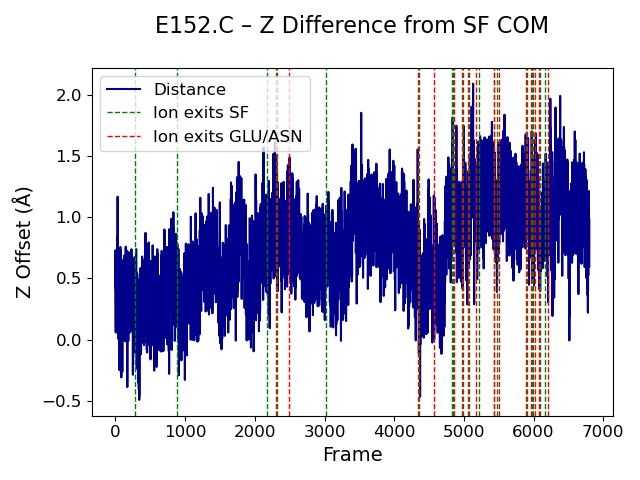 E152.C – Z Difference from SF COM
Distance
Ion exits SF
Ion exits GLU/ASN
Z Offset (Å)
2.0
1.5
1.0
0.5
0.0
−0.5
0 1000 2000 3000 4000 5000 6000 7000
Frame